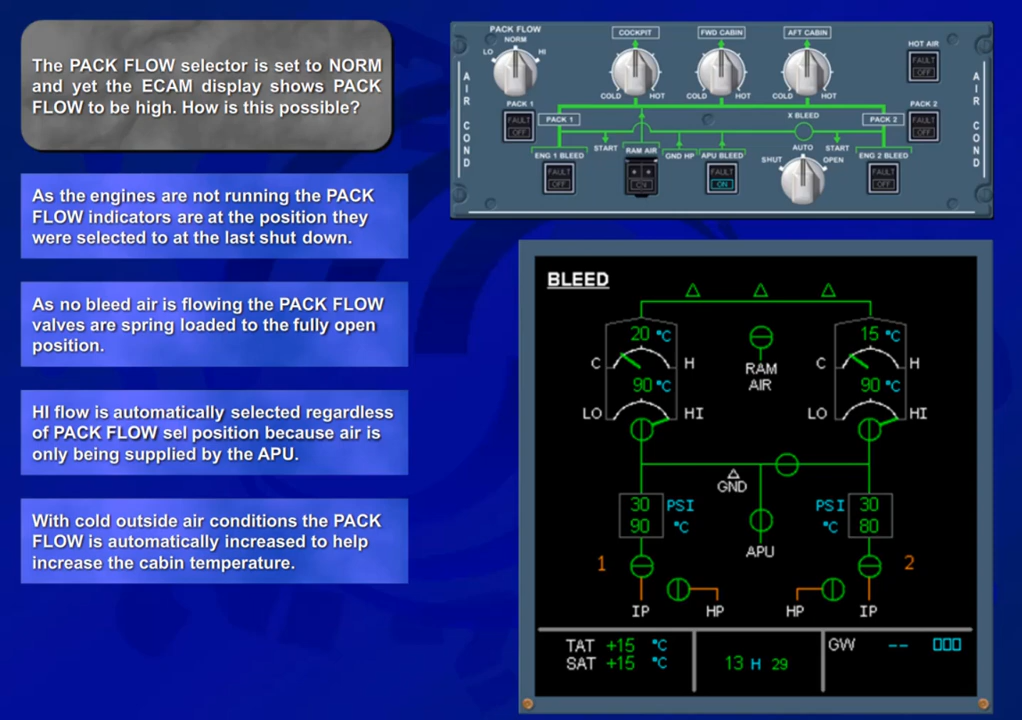 The PACK FLOW selector is set to NORM
and yet the ECAM display shows PACK
FLOW to be high. How is this possible?
As the engines are not running the PACK
FLOW indicators are at the position they
were selected to at the last shut down.
As no bleed air is flowing the PACK FLOW
valves are spring loaded to the fully open
position.
HI flow is automatically selected regardless
of PACK FLOW sel position because air is
only being supplied by the APU.
With cold outside air conditions the PACK
FLOW is automatically increased to help
increase the cabin temperature.
PACK FLOW
NORM
LO HI
COCKPIT FWD CABIN AFT CABIN
HOT AIR
FAULT
OFF
COLD HOT COLD HOT COLD HOT
AIR COND
AIR COND
PACK 1
FAULT
OFF
PACK 1
X BLEED
PACK 2
PACK 2
FAULT
OFF
START RAM AIR GND HP APU BLEED AUTO START
ENG 1 BLEED
SHUT OPEN
ENG 2 BLEED
FAULT
OFF
ON
FAULT
ON
FAULT
OFF
BLEED
20 °C 15 °C
C H RAM C H
AIR
90 °C 90 °C
LO HI LO HI
GND
30 PSI PSI 30
90 °C °C 80
APU
1 2
IP HP HP IP
TAT +15 °C GW -- 000
SAT +15 °C 13 H 29